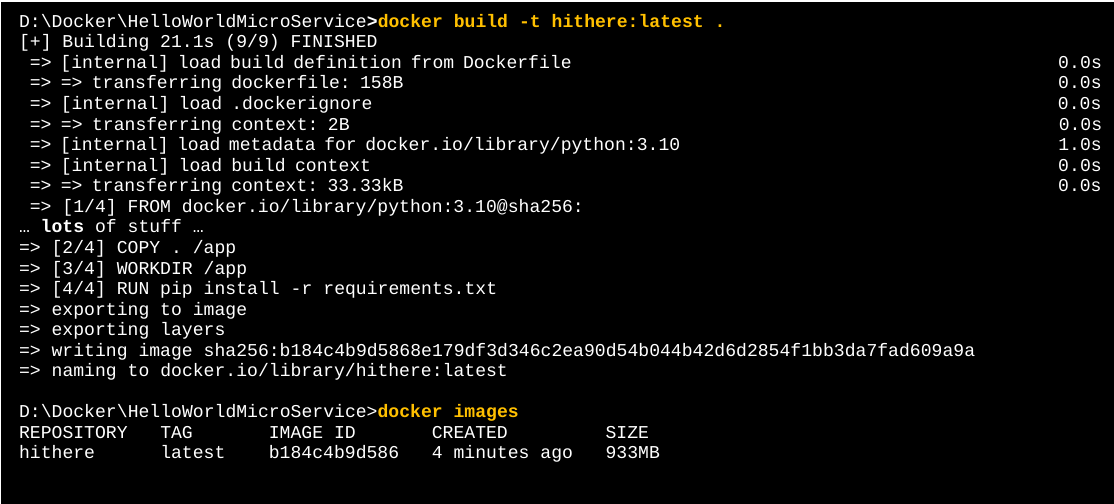 D:\Docker\HelloWorldMicroService>docker build -t hithere:latest .
[+] Building 21.1s (9/9) FINISHED
=> [internal] load build definition from Dockerfile 0.0s
=> => transferring dockerfile: 158B 0.0s
=> [internal] load .dockerignore 0.0s
=> => transferring context: 2B 0.0s
=> [internal] load metadata for docker.io/library/python:3.10 1.0s
=> [internal] load build context 0.0s
=> => transferring context: 33.33kB 0.0s
=> [1/4] FROM docker.io/library/python:3.10@sha256:
… lots of stuff …
=> [2/4] COPY . /app
=> [3/4] WORKDIR /app
=> [4/4] RUN pip install -r requirements.txt
=> exporting to image
=> exporting layers
=> writing image sha256:b184c4b9d5868e179df3d346c2ea90d54b044b42d6d2854f1bb3da7fad609a9a
=> naming to docker.io/library/hithere:latest
D:\Docker\HelloWorldMicroService>docker images
REPOSITORY TAG IMAGE ID CREATED SIZE
hithere latest b184c4b9d586 4 minutes ago 933MB